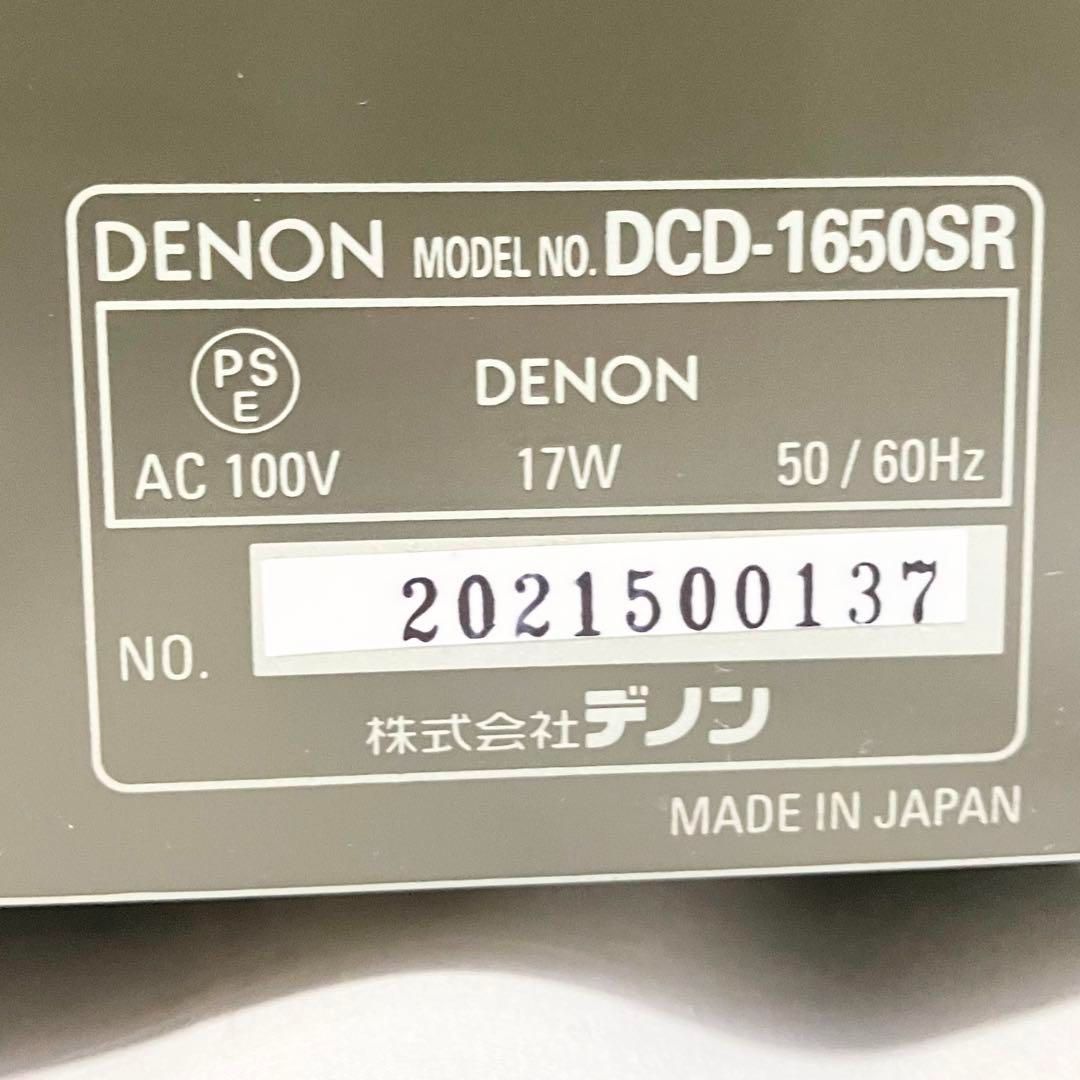 DENON MODEL NO. DCD-1650SR
PSE
DENON
AC 100V 17W 50 / 60Hz
NO. 2021500137
株式会社デノン
MADE IN JAPAN